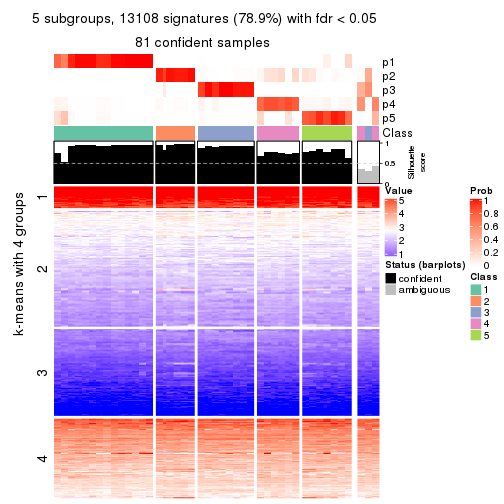 5 subgroups, 13108 signatures (78.9%) with fdr < 0.05
81 confident samples
p1
p2
p3
p4
p5
Class
1
0.5
0
Silhouette
score
k-means with 4 groups
1
2
3
4
Value
5
4
3
2
1
Status (barplots)
confident
ambiguous
Prob
1
0.8
0.6
0.4
0.2
0
Class
1
2
3
4
5